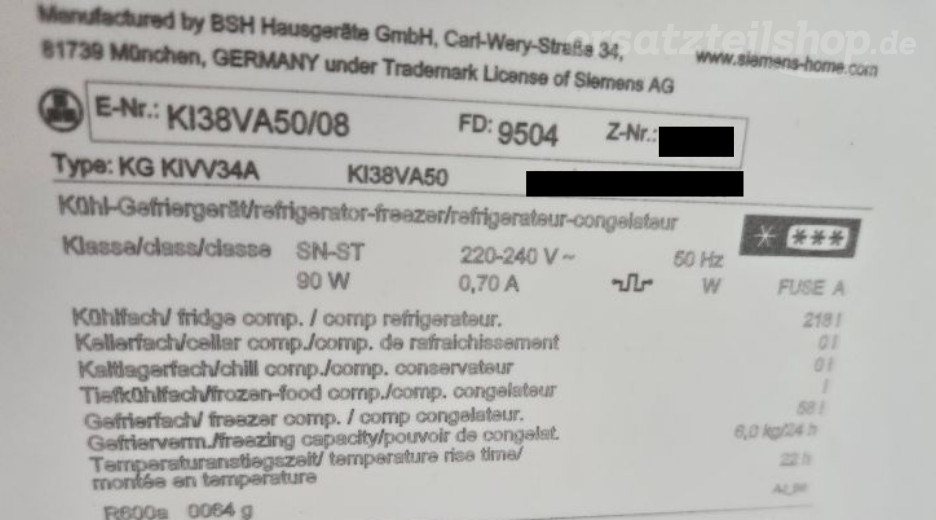 Manufactured by BSH Hausgeräte GmbH, Carl-Wery-Straße 34,
81739 München, GERMANY under Trademark License of Siemens AG
www.siemens-home.com
ersatzteilshop.de
E-Nr.: KI38VA50/08 FD: 9504 Z-Nr.:
Type: KG KIVV34A KI38VA50
Kühl-Gefriergerät/refrigerator-freezer/refrigerateur-congelateur
Klasse/class/classe SN-ST 220-240 V ~ 50 Hz
90 W 0,70 A W FUSE A
Kühlfach/ fridge comp. / comp refrigerateur. 218 l
Kellerfach/cellar comp./comp. de rafraichissement 0 l
Kaltlagerfach/chill comp./comp. conservateur 0 l
Tiefkühlfach/frozen-food comp./comp. congelateur l
Gefrierfach/ freezer comp. / comp congelateur. 58 l
Gefrierverm./freezing capacity/pouvoir de congelat. 6,0 kg/24 h
Temperaturanstiegszeit/ temperature rise time/ 22 h
montée en temperature
R600a 0064 g